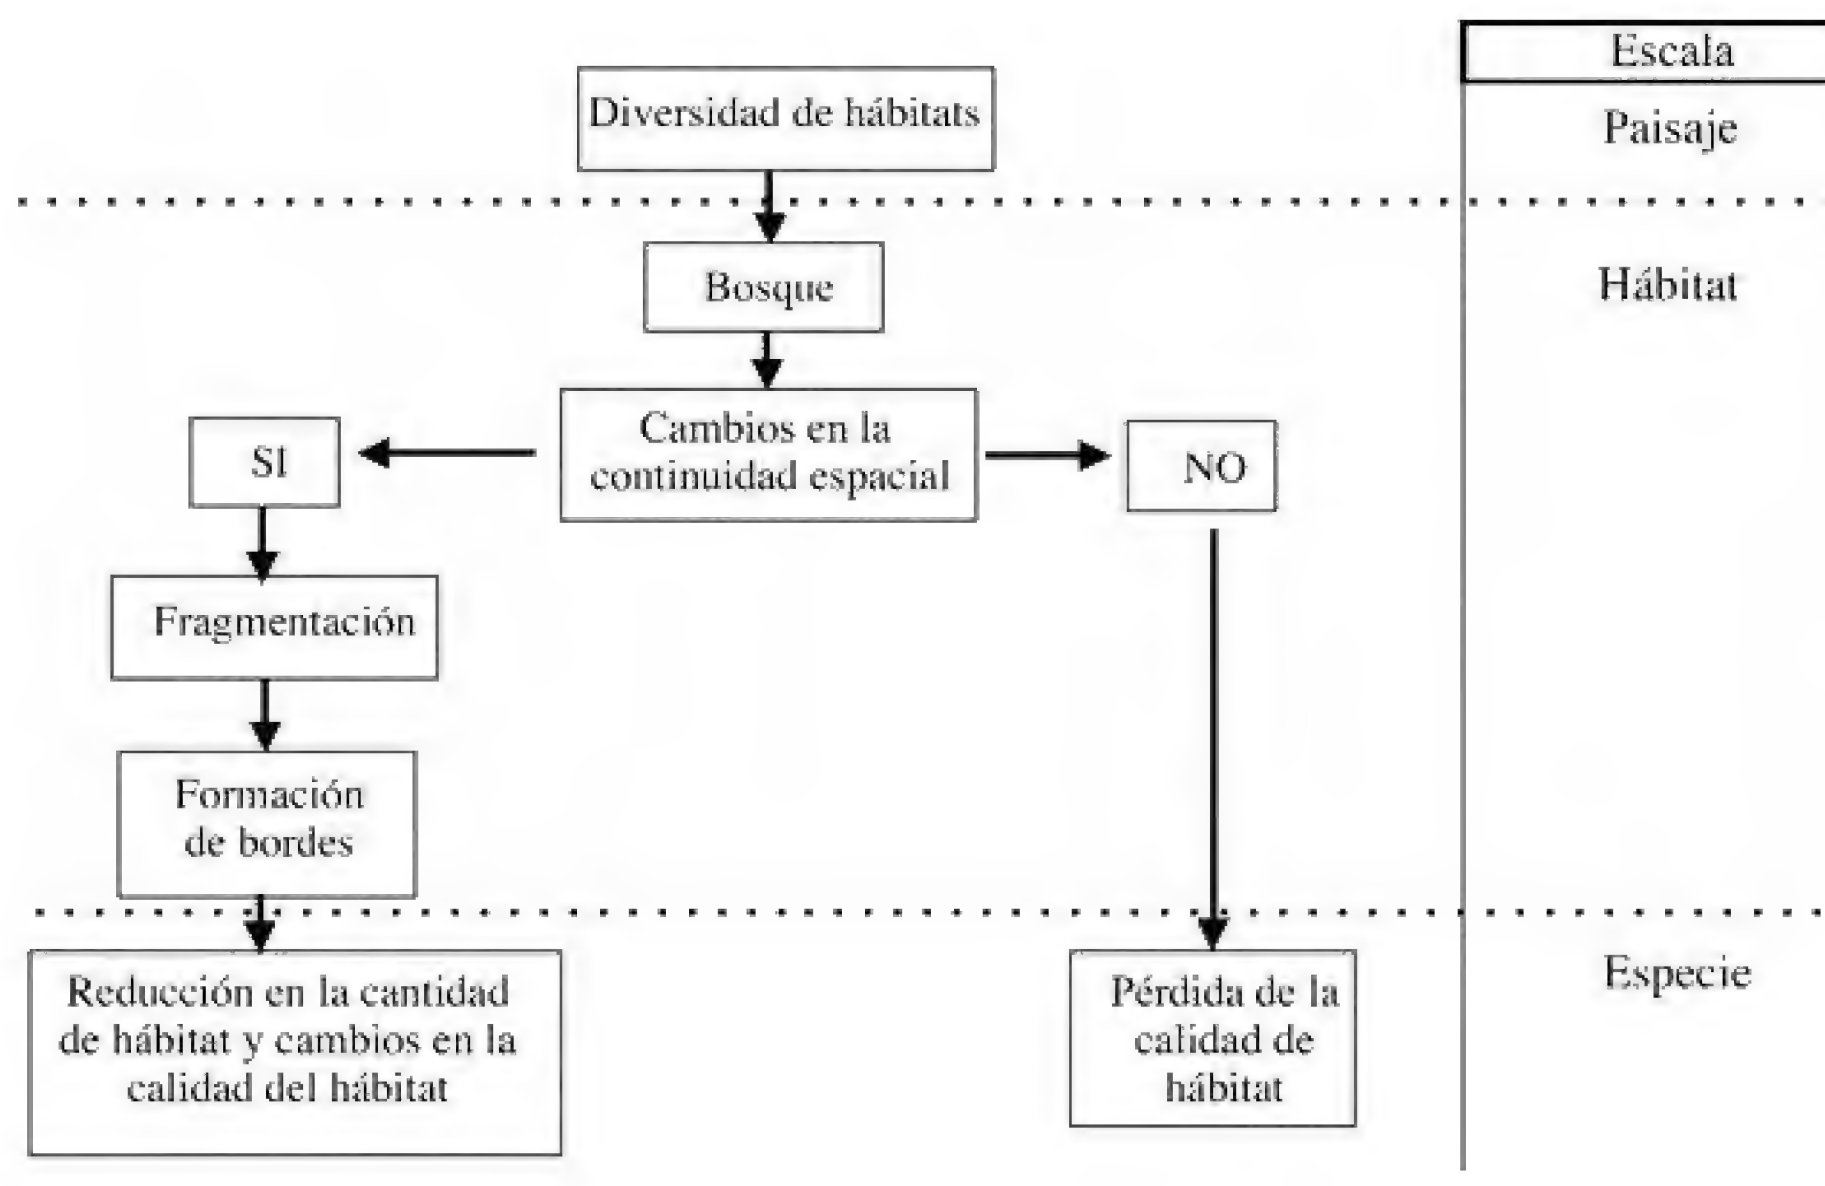 Escala
Diversidad de hábitats
Paisaje
Bosque
Hábitat
Cambios en la
continuidad espacial
SI
NO
Fragmentación
Formación
de bordes
Reducción en la cantidad
de hábitat y cambios en la
calidad del hábitat
Pérdida de la
calidad de
hábitat
Especie